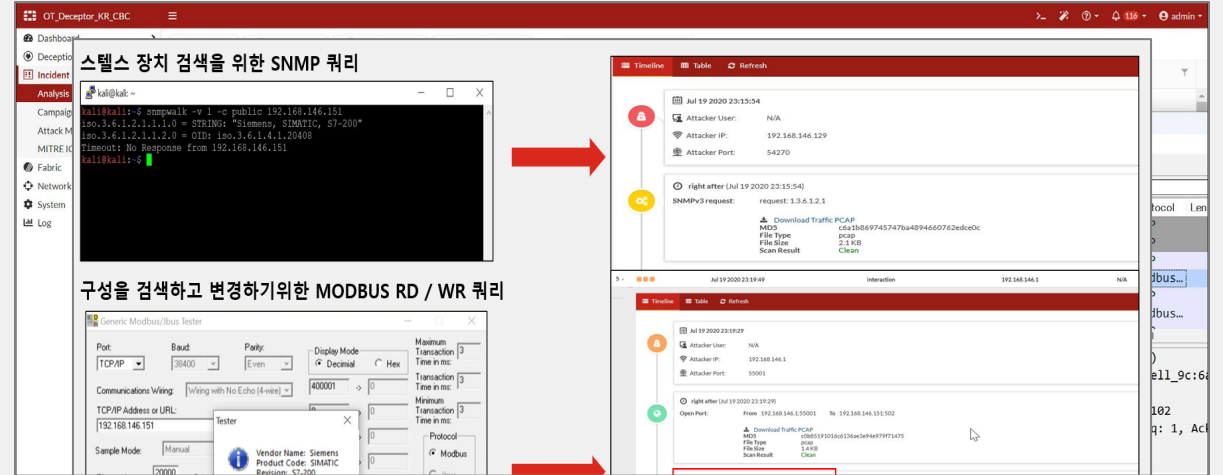 OT_Deceptor_KR_CBC
116
admin
Dashboard
Deceptio
Incident
Analysis
Campaig
Attack M
MITRE IC
Fabric
Network
System
Log
스텔스 장치 검색을 위한 SNMP 쿼리
kali@kali: ~
kali@kali:~$ snmpwalk -v 1 -c public 192.168.146.151
iso.3.6.1.2.1.1.1.0 = STRING: "Siemens, SIMATIC, S7-200"
iso.3.6.1.2.1.1.2.0 = OID: iso.3.6.1.4.1.20408
Timeout: No Response from 192.168.146.151
kali@kali:~$
Timeline Table Refresh
Jul 19 2020 23:15:54
Attacker User: N/A
Attacker IP: 192.168.146.129
Attacker Port: 54270
right after (Jul 19 2020 23:15:54)
SNMPv3 request: request: 1.3.6.1.2.1
Download Traffic PCAP
MD5 c6a1b869745747ba4894660762edce0c
File Type pcap
File Size 2.1 KB
Scan Result Clean
5 Jul 19 2020 23:19:49 Interaction 192.168.146.1 N/A
구성을 검색하고 변경하기위한 MODBUS RD / WR 쿼리
Generic Modbus/Jbus Tester
Port: Baud: Parity:
TCP/IP 38400 Even
Communications Wiring: Wiring with No Echo (4-wire)
TCP/IP Address or URL:
192.168.146.151
Sample Mode: Manual
20000
Display Mode
Decimal Hex
400001 -> 0
Maximum
Transaction 3
Time in ms:
Transaction 3
Time in ms:
Minimum
Transaction 3
Time in ms:
Protocol
Modbus
Tester
Vendor Name: Siemens
Product Code: SIMATIC
Revision: S7-200
Timeline Table Refresh
Jul 19 2020 23:19:29
Attacker User: N/A
Attacker IP: 192.168.146.1
Attacker Port: 55001
right after (Jul 19 2020 23:19:29)
Open Port: From 192.168.146.1:55001 To 192.168.146.151:502
Download Traffic PCAP
MD5 c0b85191016c6136ae3e94e979f71475
File Type pcap
File Size 1.4 KB
Scan Result Clean
tocol Len
dbus…
dbus…
ell_9c:6a
102
q: 1, Ack